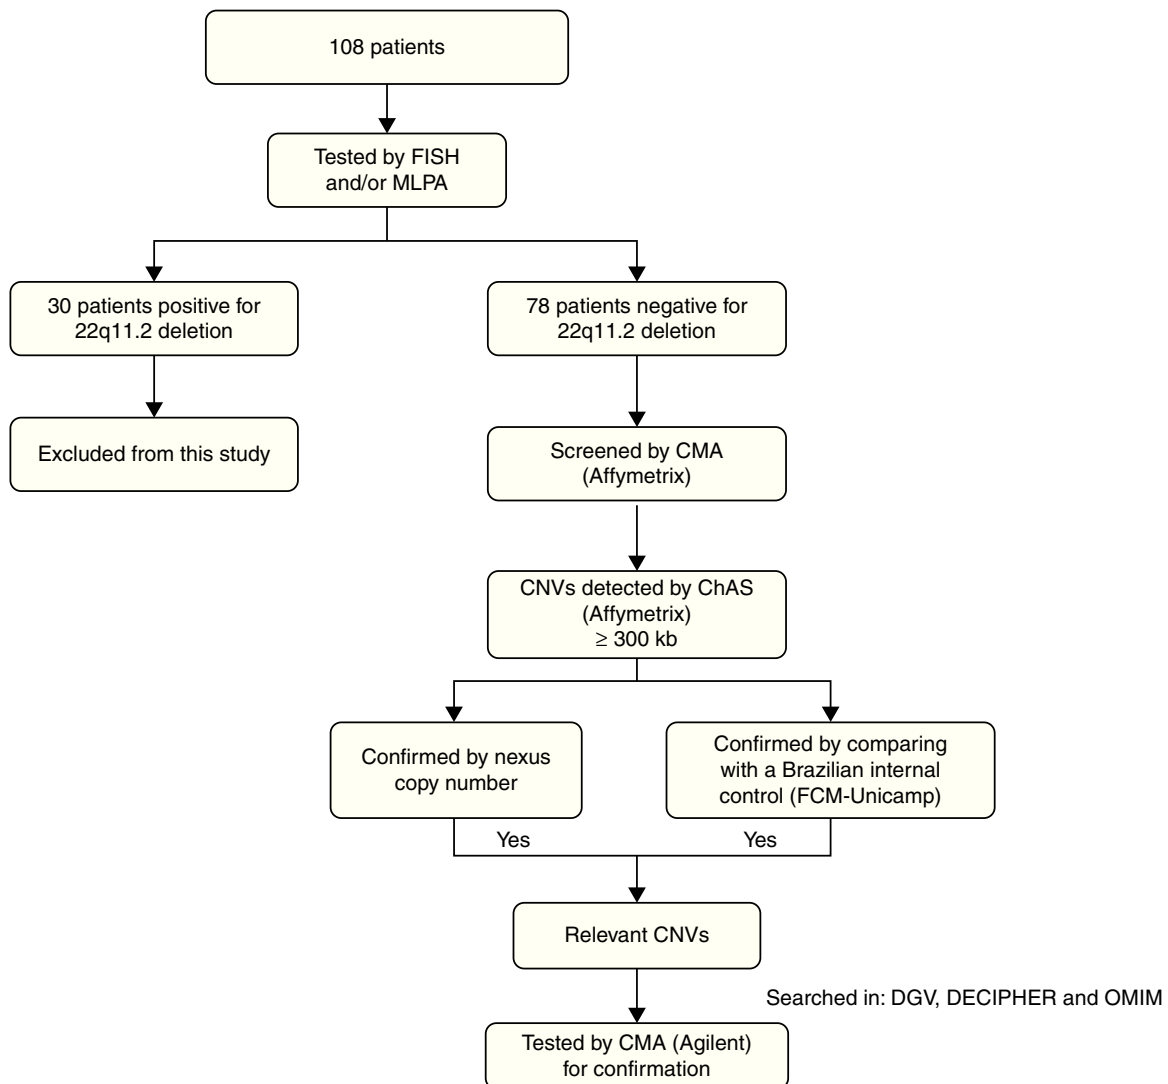 108 patients
Tested by FISH
and/or MLPA
30 patients positive for
22q11.2 deletion
78 patients negative for
22q11.2 deletion
Excluded from this study
Screened by CMA
(Affymetrix)
CNVs detected by ChAS
(Affymetrix)
≥ 300 kb
Confirmed by nexus
copy number
Confirmed by comparing
with a Brazilian internal
control (FCM-Unicamp)
Yes
Yes
Relevant CNVs
Searched in: DGV, DECIPHER and OMIM
Tested by CMA (Agilent)
for confirmation